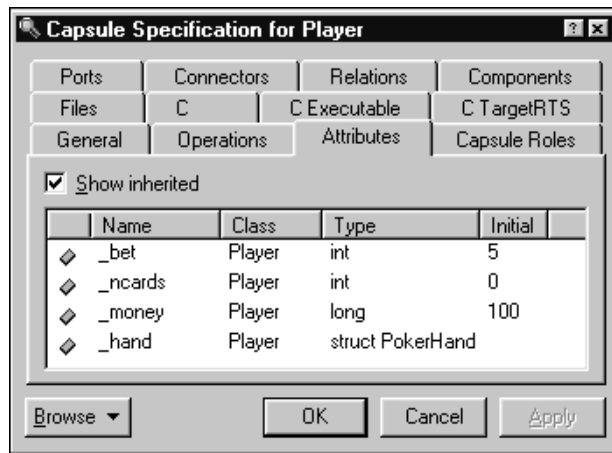 Capsule Specification for Player
Ports Connectors Relations Components
Files C C Executable C TargetRTS
General Operations Attributes Capsule Roles
Show inherited
Name Class Type Initial
_bet Player int 5
_ncards Player int 0
_money Player long 100
_hand Player struct PokerHand
Browse OK Cancel Apply